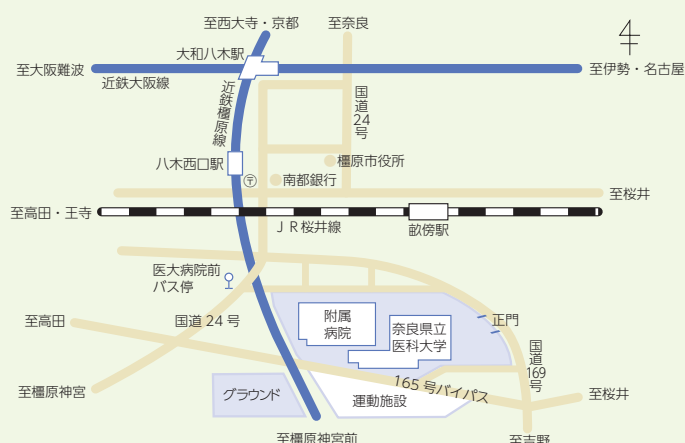 至西大寺・京都
至奈良
大和八木駅
至大阪難波
至伊勢・名古屋
近鉄大阪線
近鉄橿原線
国道24号
橿原市役所
八木西口駅
〒
南都銀行
至桜井
至高田・王寺
ＪＲ桜井線
畝傍駅
医大病院前
バス停
至高田
国道24号
附属
病院
奈良県立
医科大学
正門
国道169号
165号バイパス
至橿原神宮
グラウンド
運動施設
至桜井
至橿原神宮前
至吉野